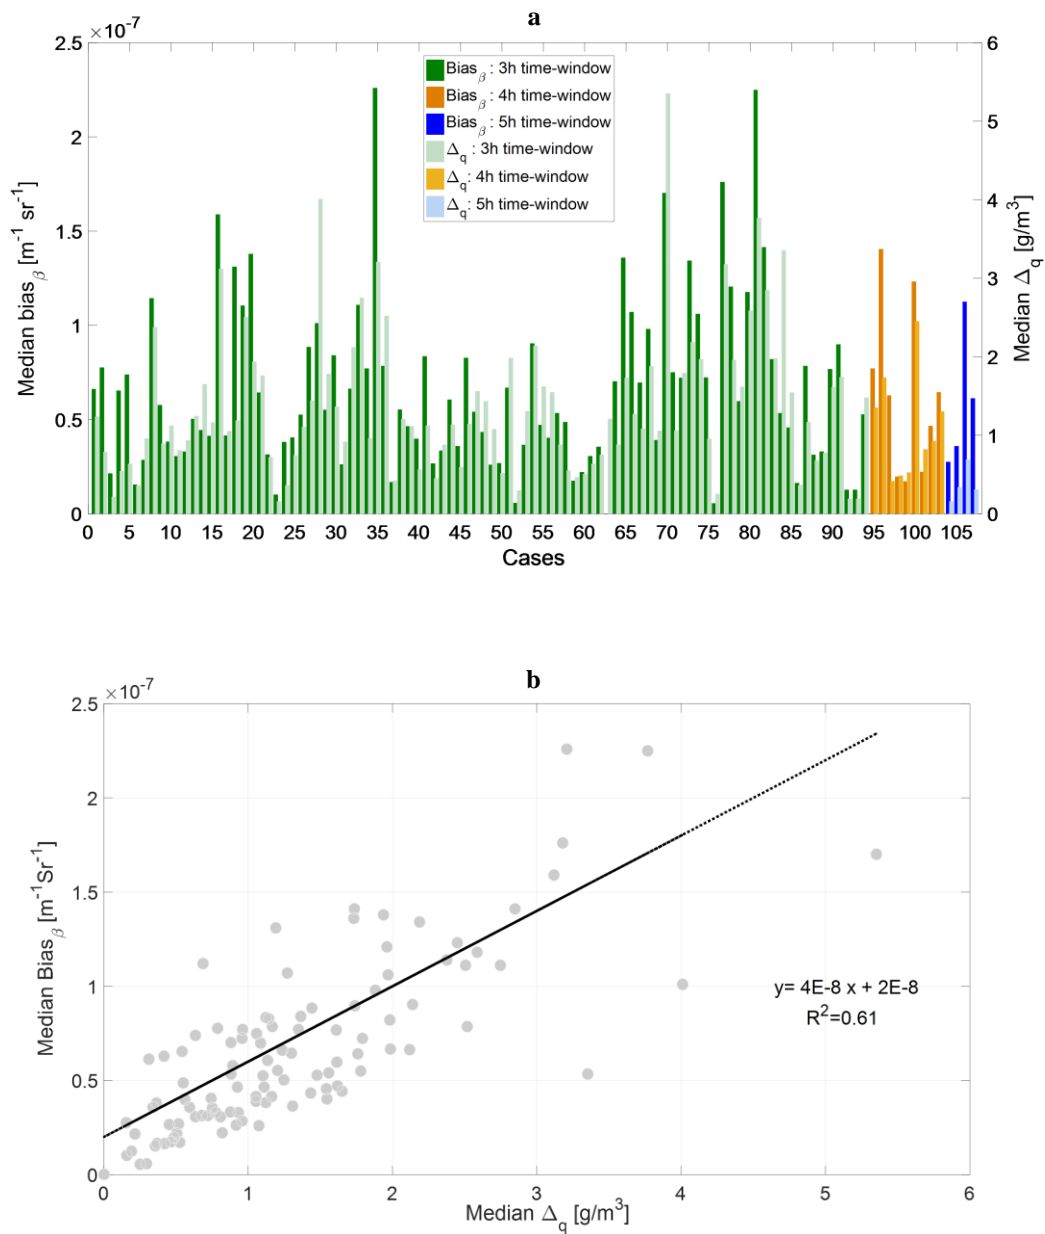 a
×10⁻⁷
2.5
2
1.5
1
0.5
0
Median bias_β [m⁻¹ sr⁻¹]
6
5
4
3
2
1
0
Median Δ_q [g/m³]
Bias_β : 3h time-window
Bias_β : 4h time-window
Bias_β : 5h time-window
Δ_q : 3h time-window
Δ_q: 4h time-window
Δ_q: 5h time-window
0 5 10 15 20 25 30 35 40 45 50 55 60 65 70 75 80 85 90 95 100 105
Cases
b
×10⁻⁷
2.5
2
1.5
1
0.5
0
Median Bias_β [m⁻¹Sr⁻¹]
y= 4E-8 x + 2E-8
R²=0.61
0 1 2 3 4 5 6
Median Δ_q [g/m³]